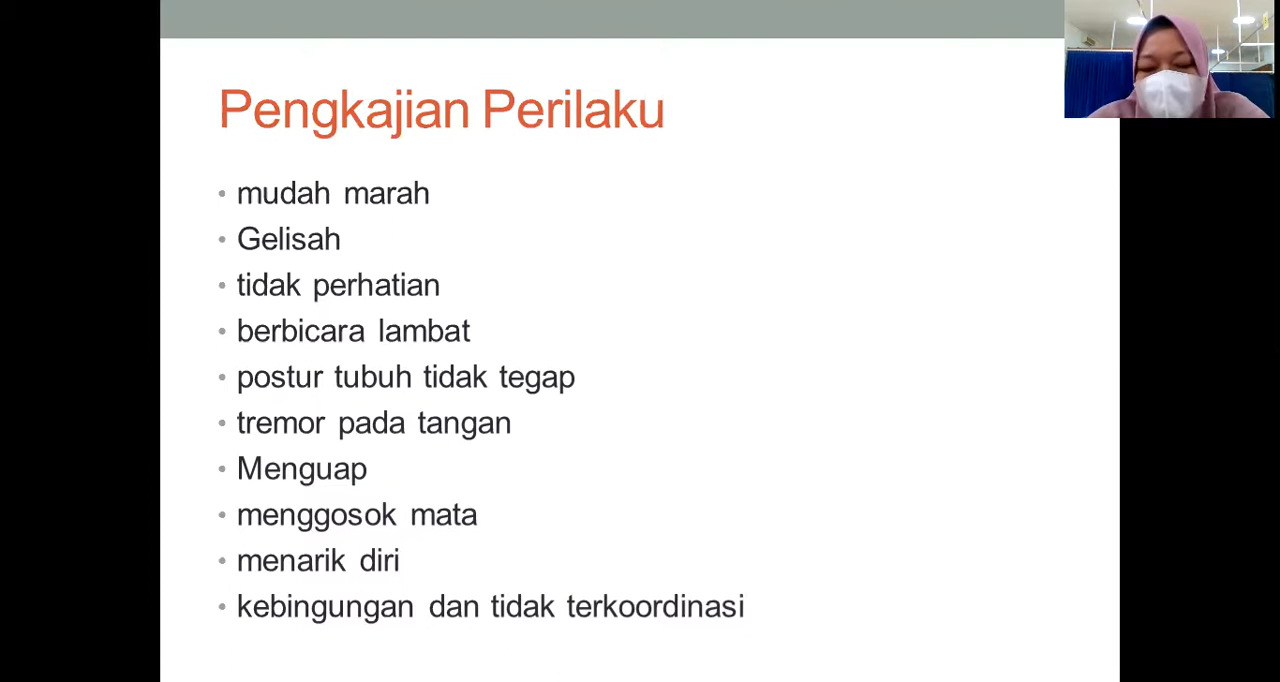 Pengkajian Perilaku
• mudah marah
• Gelisah
• tidak perhatian
• berbicara lambat
• postur tubuh tidak tegap
• tremor pada tangan
• Menguap
• menggosok mata
• menarik diri
• kebingungan dan tidak terkoordinasi